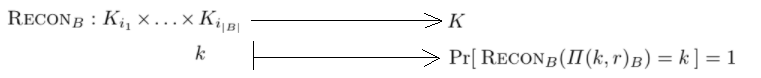 RECON_B : K_{i_1} × … × K_{i_{|B|}} ⟶ K
k ⟼ Pr[ RECON_B(Π(k, r)_B) = k ] = 1